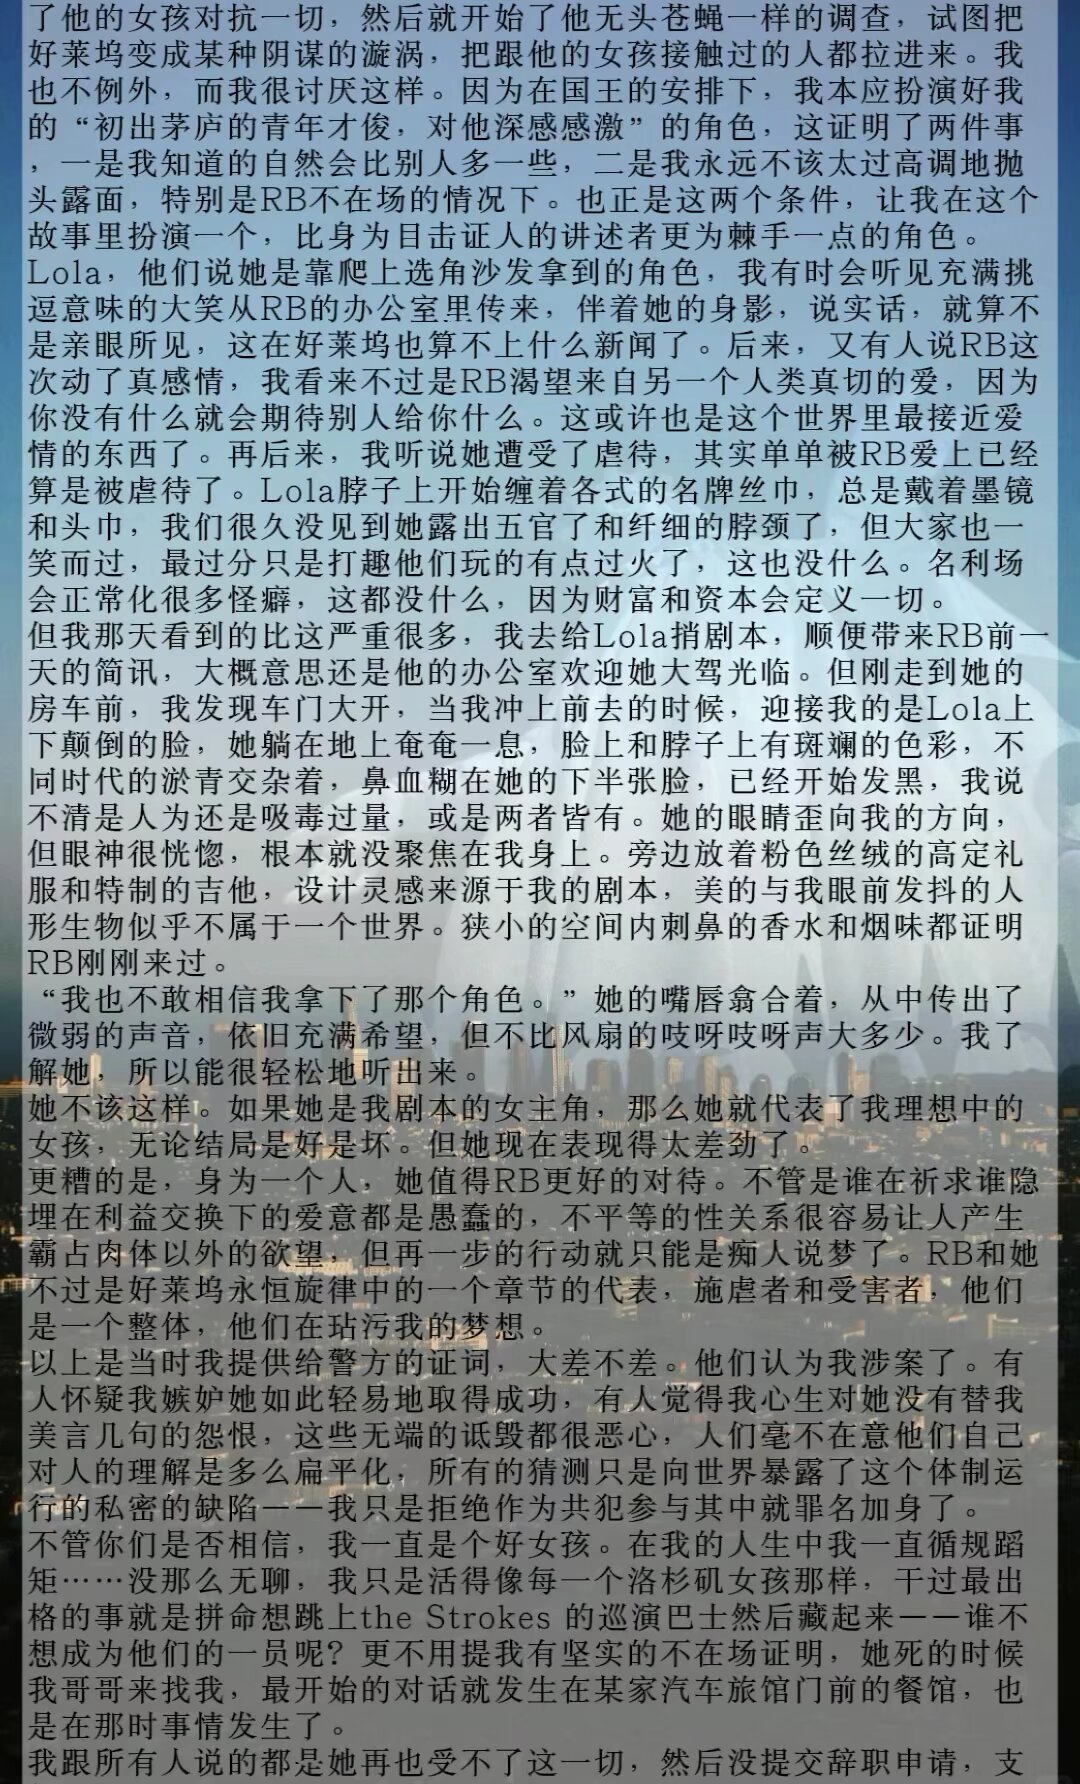 了他的女孩对抗一切，然后就开始了他无头苍蝇一样的调查，试图把
好莱坞变成某种阴谋的漩涡，把跟他的女孩接触过的人都拉进来。我
也不例外，而我很讨厌这样。因为在国王的安排下，我本应扮演好我
的“初出茅庐的青年才俊，对他深感感激”的角色，这证明了两件事
，一是我知道的自然会比别人多一些，二是我永远不该太过高调地抛
头露面，特别是RB不在场的情况下。也正是这两个条件，让我在这个
故事里扮演一个，比身为目击证人的讲述者更为棘手一点的角色。
Lola，他们说她是靠爬上选角沙发拿到的角色，我有时会听见充满挑
逗意味的大笑从RB的办公室里传来，伴着她的身影，说实话，就算不
是亲眼所见，这在好莱坞也算不上什么新闻了。后来，又有人说RB这
次动了真感情，我看来不过是RB渴望来自另一个人类真切的爱，因为
你没有什么就会期待别人给你什么。这或许也是这个世界里最接近爱
情的东西了。再后来，我听说她遭受了虐待，其实单单被RB爱上已经
算是被虐待了。Lola脖子上开始缠着各式的名牌丝巾，总是戴着墨镜
和头巾，我们很久没见到她露出五官了和纤细的脖颈了，但大家也一
笑而过，最过分只是打趣他们玩的有点过火了，这也没什么。名利场
会正常化很多怪癖，这都没什么，因为财富和资本会定义一切。
但我那天看到的比这严重很多，我去给Lola捎剧本，顺便带来RB前一
天的简讯，大概意思还是他的办公室欢迎她大驾光临。但刚走到她的
房车前，我发现车门大开，当我冲上前去的时候，迎接我的是Lola上
下颠倒的脸，她躺在地上奄奄一息，脸上和脖子上有斑斓的色彩，不
同时代的淤青交杂着，鼻血糊在她的下半张脸，已经开始发黑，我说
不清是人为还是吸毒过量，或是两者皆有。她的眼睛歪向我的方向，
但眼神很恍惚，根本就没聚焦在我身上。旁边放着粉色丝绒的高定礼
服和特制的吉他，设计灵感来源于我的剧本，美的与我眼前发抖的人
形生物似乎不属于一个世界。狭小的空间内刺鼻的香水和烟味都证明
RB刚刚来过。
“我也不敢相信我拿下了那个角色。”她的嘴唇翕合着，从中传出了
微弱的声音，依旧充满希望，但不比风扇的吱呀吱呀声大多少。我了
解她，所以能很轻松地听出来。
她不该这样。如果她是我剧本的女主角，那么她就代表了我理想中的
女孩，无论结局是好是坏。但她现在表现得太差劲了。
更糟的是，身为一个人，她值得RB更好的对待。不管是谁在祈求谁隐
埋在利益交换下的爱意都是愚蠢的，不平等的性关系很容易让人产生
霸占肉体以外的欲望，但再一步的行动就只能是痴人说梦了。RB和她
不过是好莱坞永恒旋律中的一个章节的代表，施虐者和受害者，他们
是一个整体，他们在玷污我的梦想。
以上是当时我提供给警方的证词，大差不差。他们认为我涉案了。有
人怀疑我嫉妒她如此轻易地取得成功，有人觉得我心生对她没有替我
美言几句的怨恨，这些无端的诋毁都很恶心，人们毫不在意他们自己
对人的理解是多么扁平化，所有的猜测只是向世界暴露了这个体制运
行的私密的缺陷——我只是拒绝作为共犯参与其中就罪名加身了。
不管你们是否相信，我一直是个好女孩。在我的人生中我一直循规蹈
矩……没那么无聊，我只是活得像每一个洛杉矶女孩那样，干过最出
格的事就是拼命想跳上the Strokes 的巡演巴士然后藏起来——谁不
想成为他们的一员呢？更不用提我有坚实的不在场证明，她死的时候
我哥哥来找我，最开始的对话就发生在某家汽车旅馆门前的餐馆，也
是在那时事情发生了。
我跟所有人说的都是她再也受不了这一切，然后没提交辞职申请，支